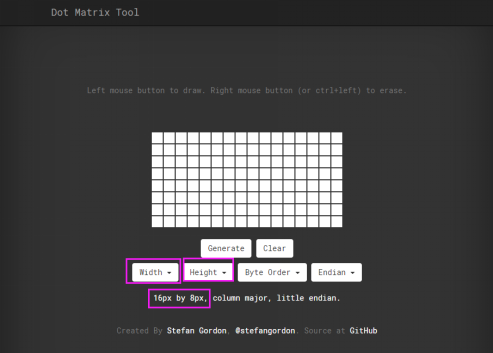 Dot Matrix Tool
Left mouse button to draw. Right mouse button (or ctrl+left) to erase.
Generate Clear
Width Height Byte Order Endian
16px by 8px, column major, little endian.
Created By Stefan Gordon, @stefangordon. Source at GitHub